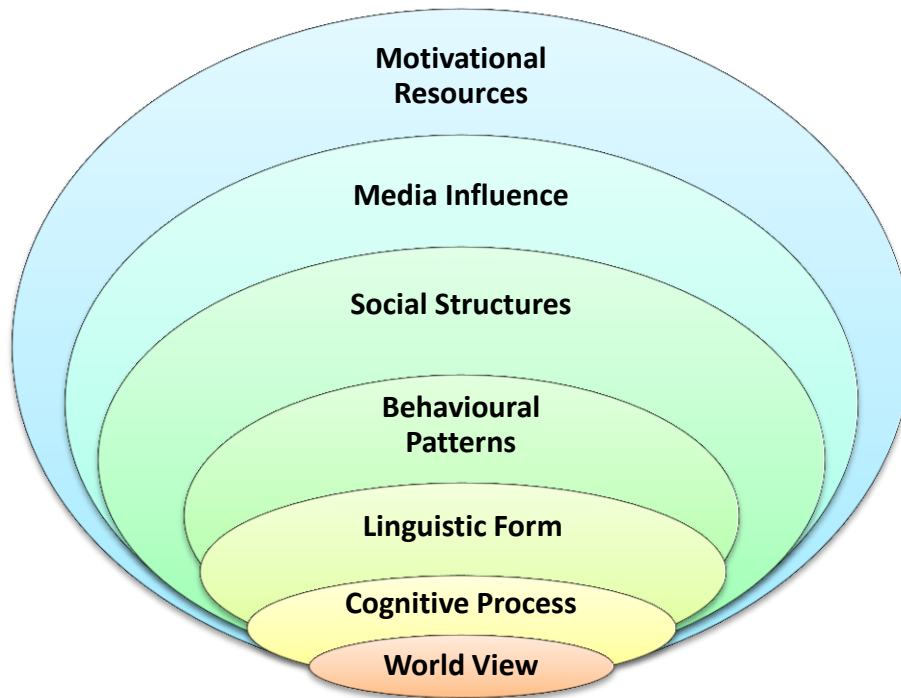 Motivational
Resources
Media Influence
Social Structures
Behavioural
Patterns
Linguistic Form
Cognitive Process
World View